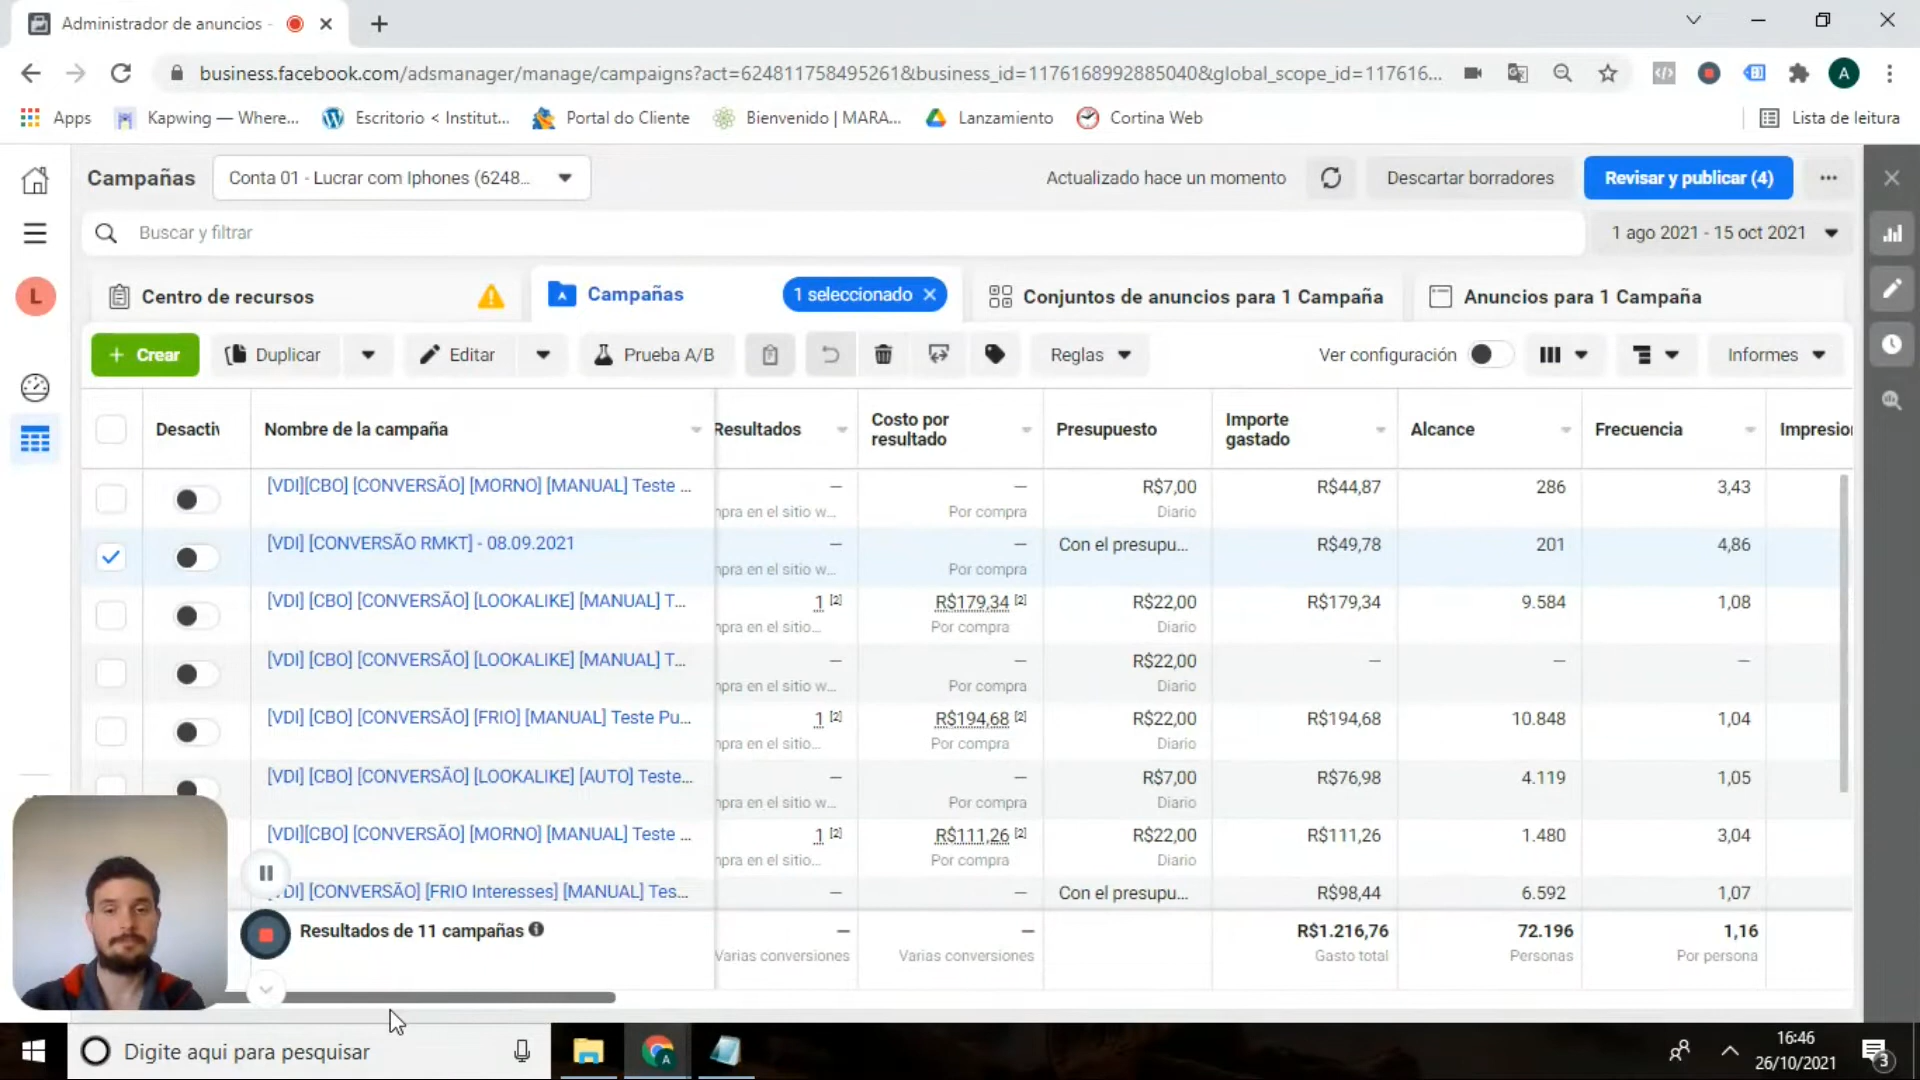 Administrador de anuncios -
business.facebook.com/adsmanager/manage/campaigns?act=624811758495261&business_id=1176168992885040&global_scope_id=117616...
A
Apps
Kapwing — Where...
Escritorio < Institut...
Portal do Cliente
Bienvenido | MARA...
Lanzamiento
Cortina Web
Lista de leitura
Campañas
Conta 01 - Lucrar com Iphones (6248...
Actualizado hace un momento
Descartar borradores
Revisar y publicar (4)
Buscar y filtrar
1 ago 2021 - 15 oct 2021
L
Centro de recursos
Campañas
1 seleccionado
Conjuntos de anuncios para 1 Campaña
Anuncios para 1 Campaña
+ Crear
Duplicar
Editar
Prueba A/B
Reglas
Ver configuración
Informes
Desactiv
Nombre de la campaña
Resultados
Costo por resultado
Presupuesto
Importe gastado
Alcance
Frecuencia
Impresio
[VDI][CBO] [CONVERSÃO] [MORNO] [MANUAL] Teste ...
— — R$7,00 R$44,87 286 3,43
npra en el sitio w... Por compra Diario
[VDI] [CONVERSÃO RMKT] - 08.09.2021
— — Con el presupu... R$49,78 201 4,86
npra en el sitio w... Por compra
[VDI] [CBO] [CONVERSÃO] [LOOKALIKE] [MANUAL] T...
1 [2] R$179,34 [2] R$22,00 R$179,34 9.584 1,08
npra en el sitio... Por compra Diario
[VDI] [CBO] [CONVERSÃO] [LOOKALIKE] [MANUAL] T...
— — R$22,00 — — —
npra en el sitio w... Por compra Diario
[VDI] [CBO] [CONVERSÃO] [FRIO] [MANUAL] Teste Pu...
1 [2] R$194,68 [2] R$22,00 R$194,68 10.848 1,04
npra en el sitio... Por compra Diario
[VDI] [CBO] [CONVERSÃO] [LOOKALIKE] [AUTO] Teste...
— — R$7,00 R$76,98 4.119 1,05
npra en el sitio w... Por compra Diario
[VDI][CBO] [CONVERSÃO] [MORNO] [MANUAL] Teste ...
1 [2] R$111,26 [2] R$22,00 R$111,26 1.480 3,04
npra en el sitio... Por compra Diario
VDI] [CONVERSÃO] [FRIO Interesses] [MANUAL] Tes...
— — Con el presupu... R$98,44 6.592 1,07
Resultados de 11 campañas
— — R$1.216,76 72.196 1,16
Varias conversiones Varias conversiones Gasto total Personas Por persona
Digite aqui para pesquisar
A
16:46
26/10/2021
3